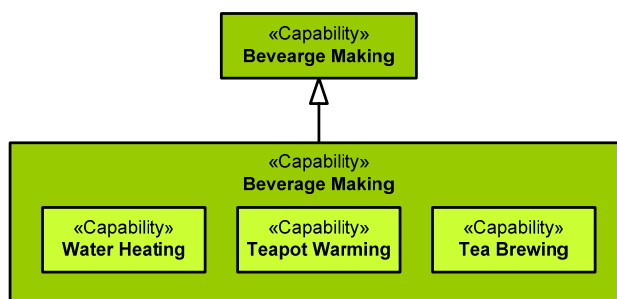 «Capability»
Bevearge Making
«Capability»
Beverage Making
«Capability» «Capability» «Capability»
Water Heating Teapot Warming Tea Brewing